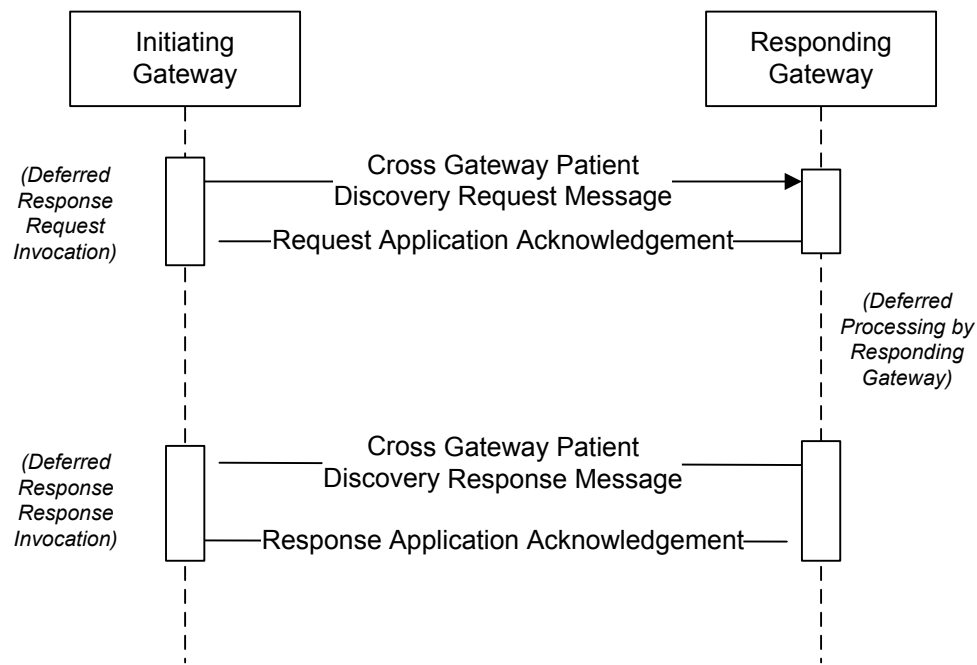 Initiating
Gateway
Responding
Gateway
(Deferred
Response
Request
Invocation)
Cross Gateway Patient
Discovery Request Message
Request Application Acknowledgement
(Deferred
Processing by
Responding
Gateway)
(Deferred
Response
Response
Invocation)
Cross Gateway Patient
Discovery Response Message
Response Application Acknowledgement